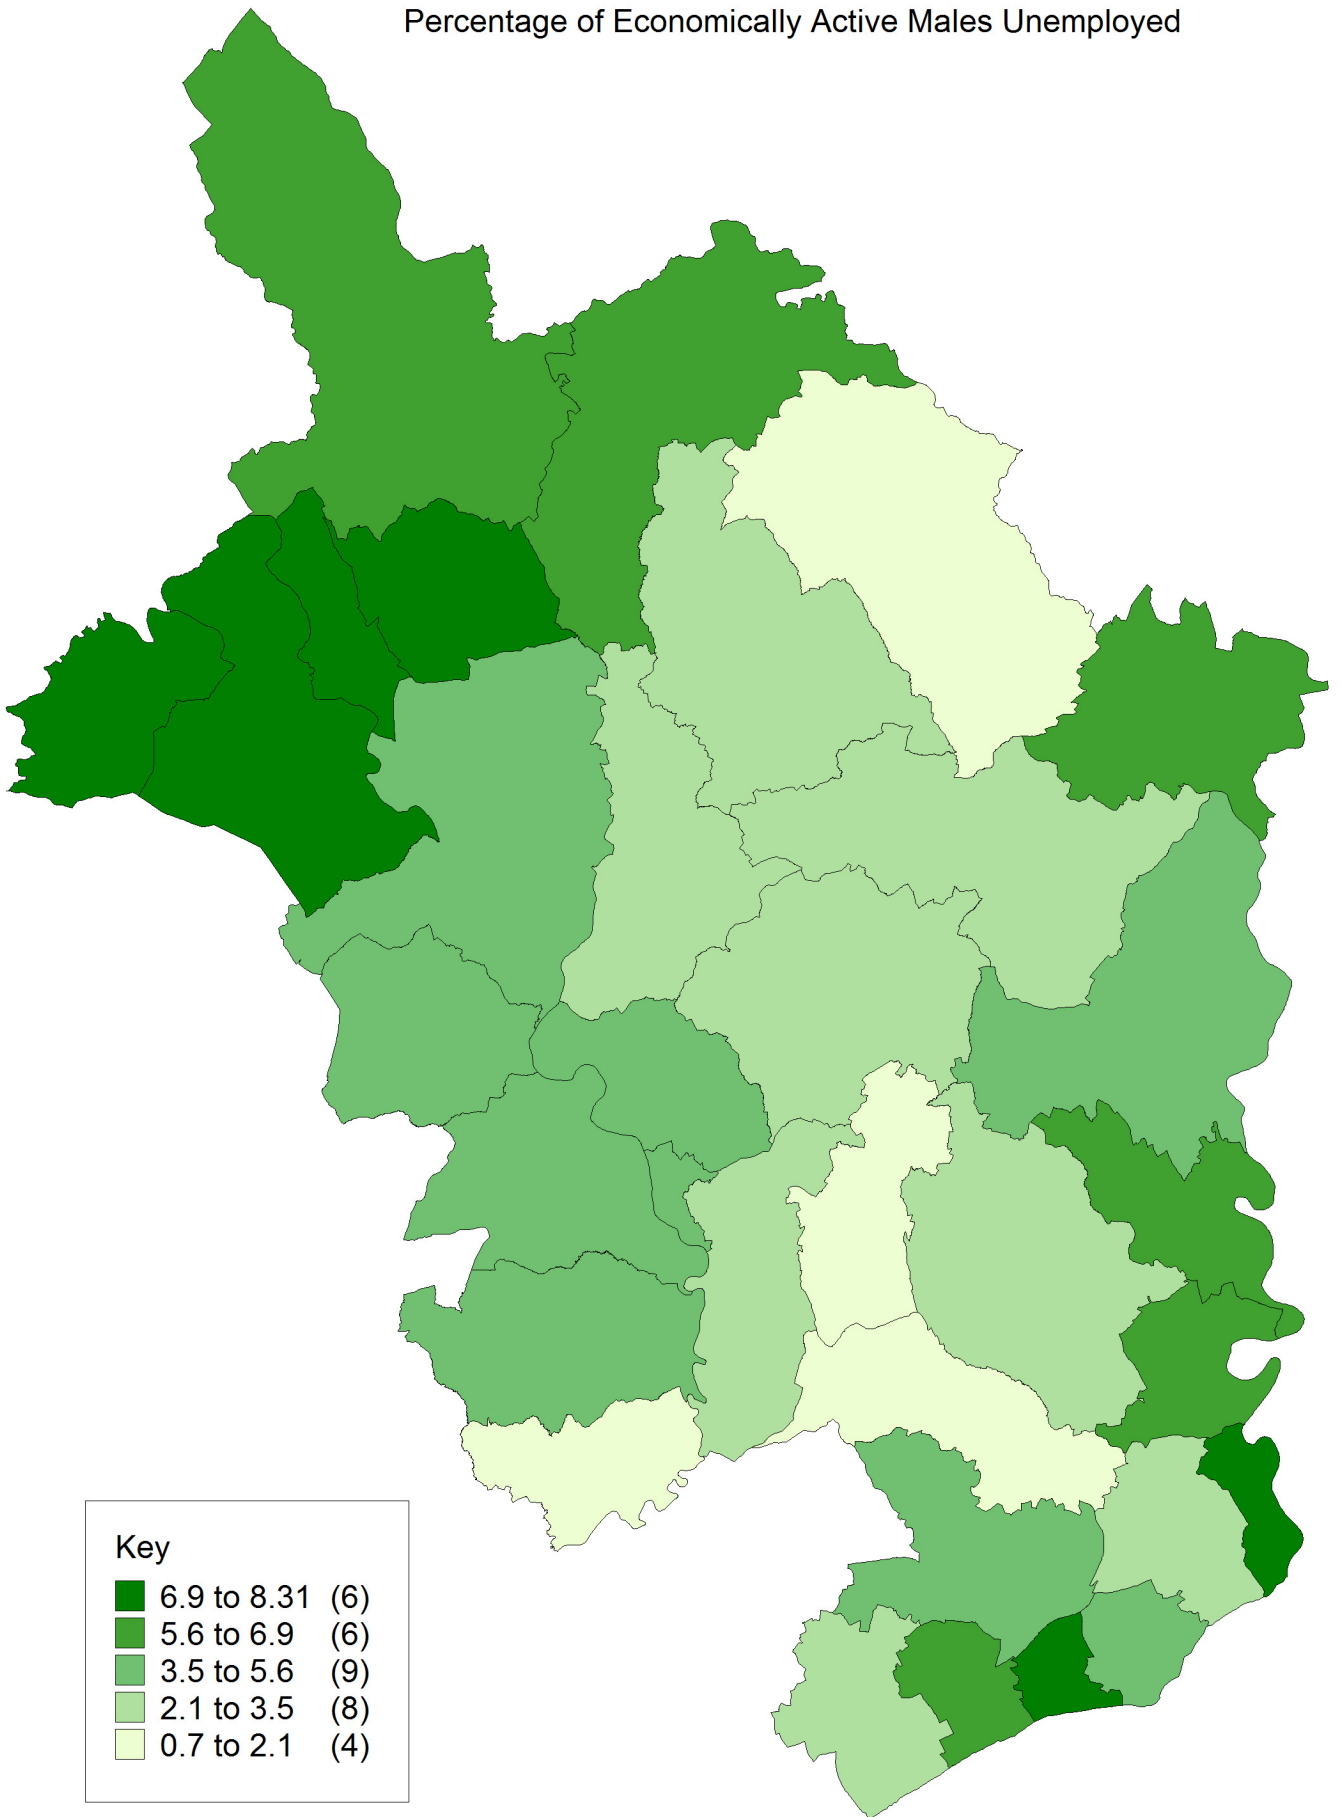 Percentage of Economically Active Males Unemployed
Key
6.9 to 8.31 (6)
5.6 to 6.9 (6)
3.5 to 5.6 (9)
2.1 to 3.5 (8)
0.7 to 2.1 (4)